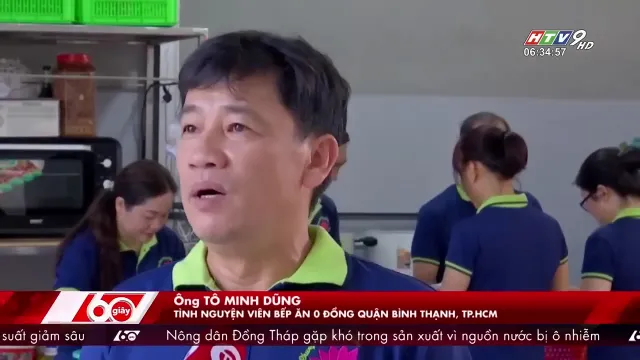 HTV9 HD
06:34:57
60 giây
Ông TÔ MINH DŨNG
TÌNH NGUYỆN VIÊN BẾP ĂN 0 ĐỒNG QUẬN BÌNH THẠNH, TP.HCM
suất giảm sâu 60 Nông dân Đồng Tháp gặp khó trong sản xuất vì nguồn nước bị ô nhiễm